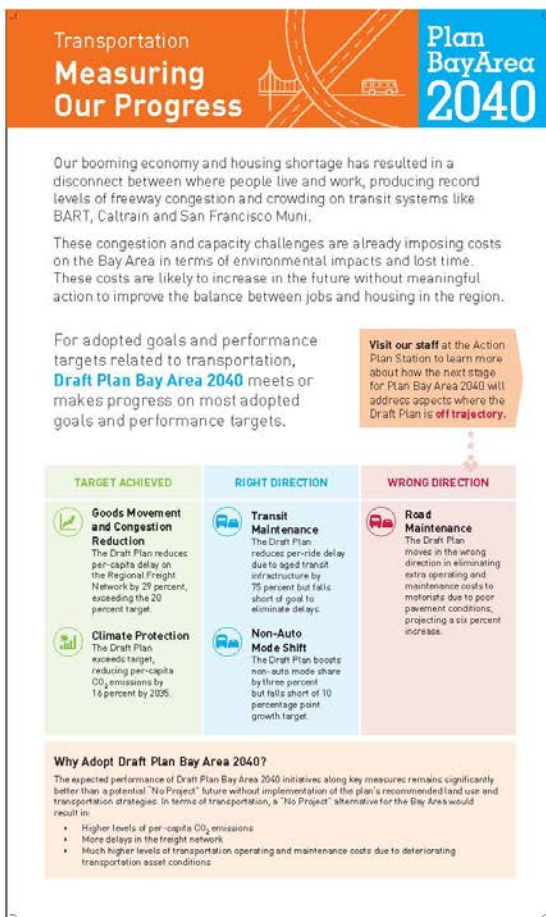 Transportation
Measuring
Our Progress
Plan
BayArea
2040
Our booming economy and housing shortage has resulted in a
disconnect between where people live and work, producing record
levels of freeway congestion and crowding on transit systems like
BART, Caltrain and San Francisco Muni.
These congestion and capacity challenges are already imposing costs
on the Bay Area in terms of environmental impacts and lost time.
These costs are likely to increase in the future without meaningful
action to improve the balance between jobs and housing in the region.
For adopted goals and performance
targets related to transportation,
Draft Plan Bay Area 2040 meets or
makes progress on most adopted
goals and performance targets.
Visit our staff at the Action
Plan Station to learn more
about how the next stage
for Plan Bay Area 2040 will
address aspects where the
Draft Plan is off trajectory.
TARGET ACHIEVED
Goods Movement
and Congestion
Reduction
The Draft Plan reduces
per-capita delay on
the Regional Freight
Network by 29 percent,
exceeding the 20
percent target.
Climate Protection
The Draft Plan
exceeds target,
reducing per-capita
CO₂ emissions by
16 percent by 2035.
RIGHT DIRECTION
Transit
Maintenance
The Draft Plan
reduces per-ride delay
due to aged transit
infrastructure by
75 percent but falls
short of goal to
eliminate delays.
Non-Auto
Mode Shift
The Draft Plan boosts
non-auto mode share
by three percent
but falls short of 10
percentage point
growth target.
WRONG DIRECTION
Road
Maintenance
The Draft Plan
moves in the wrong
direction in eliminating
extra operating and
maintenance costs to
motorists due to poor
pavement conditions,
projecting a six percent
increase.
Why Adopt Draft Plan Bay Area 2040?
The expected performance of Draft Plan Bay Area 2040 initiatives along key measures remains significantly
better than a potential "No Project" future without implementation of the plan's recommended land use and
transportation strategies. In terms of transportation, a "No Project" alternative for the Bay Area would
result in:
• Higher levels of per-capita CO₂ emissions
• More delays in the freight network
• Much higher levels of transportation operating and maintenance costs due to deteriorating
transportation asset conditions